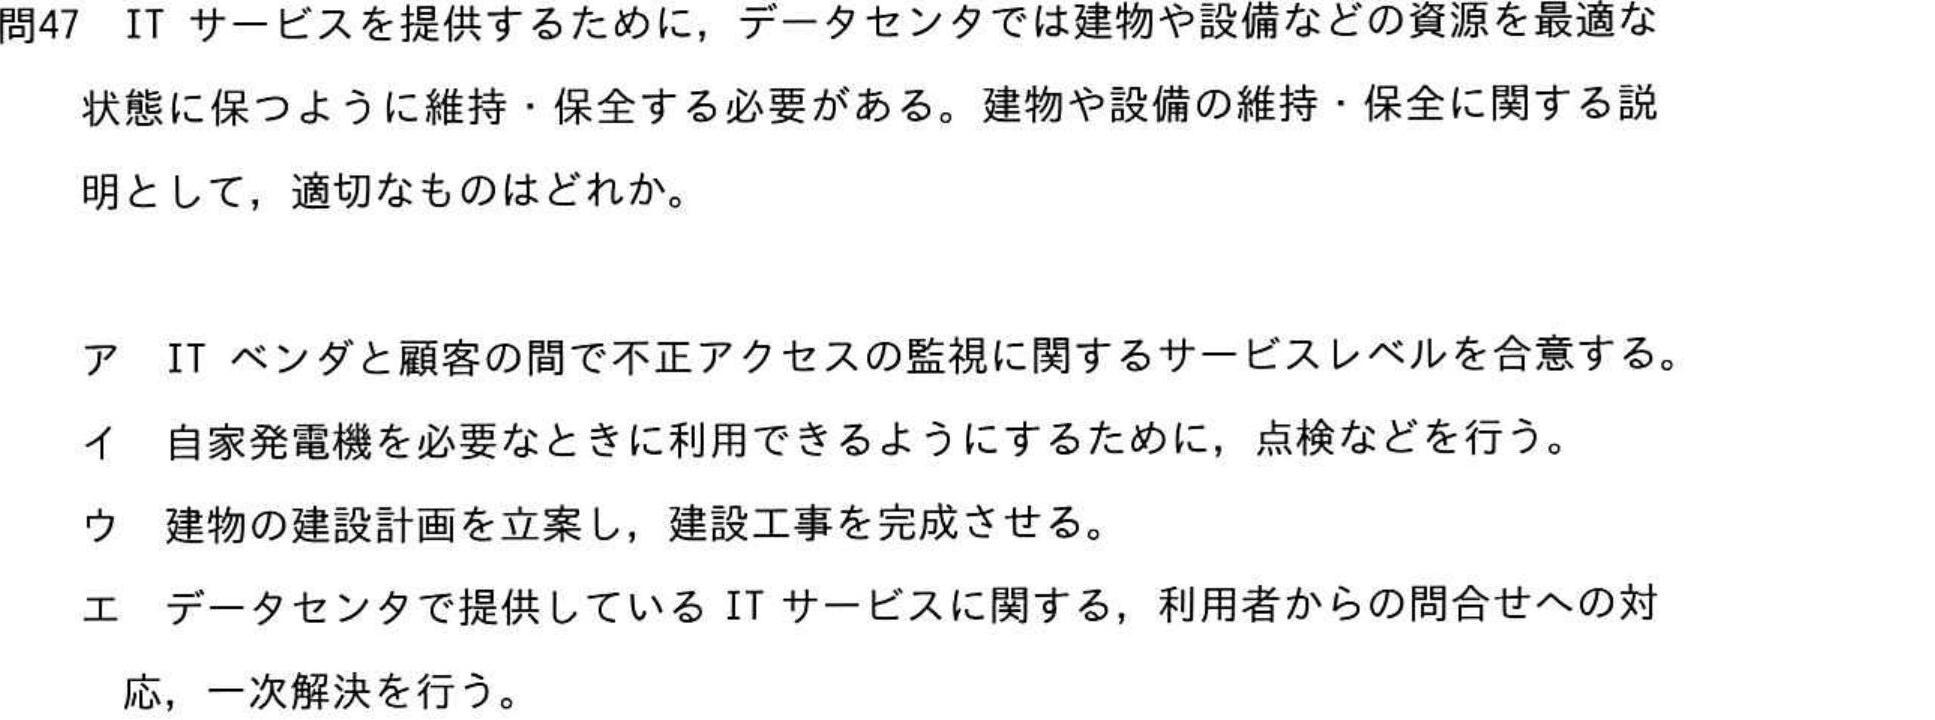 問47 IT サービスを提供するために，データセンタでは建物や設備などの資源を最適な
状態に保つように維持・保全する必要がある。建物や設備の維持・保全に関する説
明として，適切なものはどれか。
ア IT ベンダと顧客の間で不正アクセスの監視に関するサービスレベルを合意する。
イ 自家発電機を必要なときに利用できるようにするために，点検などを行う。
ウ 建物の建設計画を立案し，建設工事を完成させる。
エ データセンタで提供している IT サービスに関する，利用者からの問合せへの対
応，一次解決を行う。